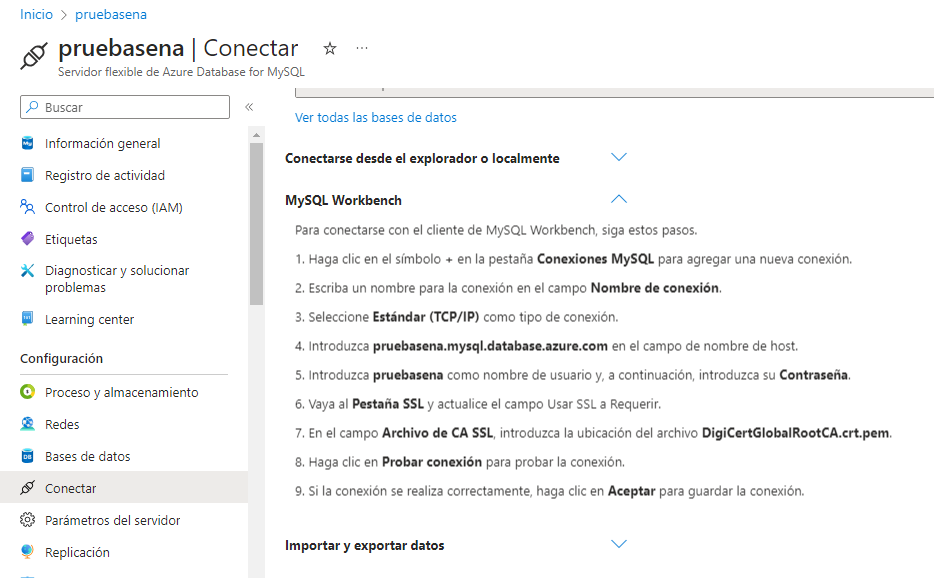 Inicio > pruebasena
pruebasena | Conectar ☆ ...
Servidor flexible de Azure Database for MySQL
Buscar «
Información general
Registro de actividad
Control de acceso (IAM)
Etiquetas
Diagnosticar y solucionar
problemas
Learning center
Configuración
Proceso y almacenamiento
Redes
Bases de datos
Conectar
Parámetros del servidor
Replicación
Ver todas las bases de datos
Conectarse desde el explorador o localmente
MySQL Workbench
Para conectarse con el cliente de MySQL Workbench, siga estos pasos.
1. Haga clic en el símbolo + en la pestaña Conexiones MySQL para agregar una nueva conexión.
2. Escriba un nombre para la conexión en el campo Nombre de conexión.
3. Seleccione Estándar (TCP/IP) como tipo de conexión.
4. Introduzca pruebasena.mysql.database.azure.com en el campo de nombre de host.
5. Introduzca pruebasena como nombre de usuario y, a continuación, introduzca su Contraseña.
6. Vaya al Pestaña SSL y actualice el campo Usar SSL a Requerir.
7. En el campo Archivo de CA SSL, introduzca la ubicación del archivo DigiCertGlobalRootCA.crt.pem.
8. Haga clic en Probar conexión para probar la conexión.
9. Si la conexión se realiza correctamente, haga clic en Aceptar para guardar la conexión.
Importar y exportar datos